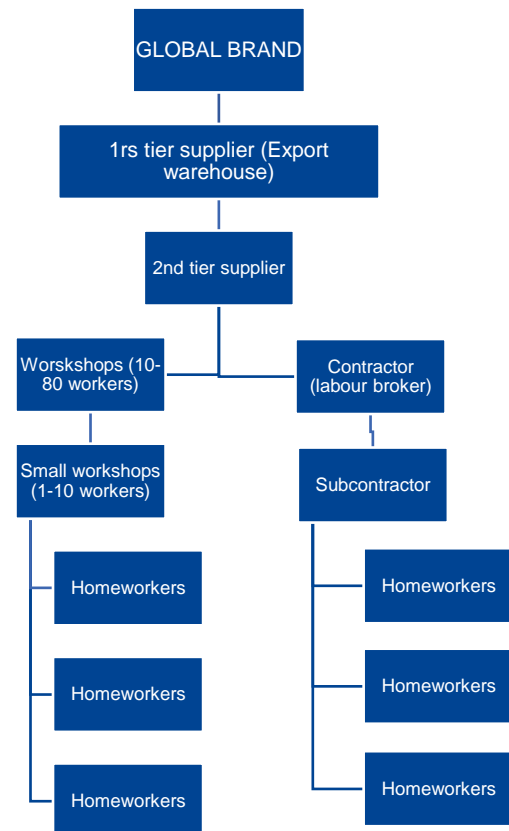 GLOBAL BRAND
1rs tier supplier (Export
warehouse)
2nd tier supplier
Worskshops (10-
80 workers)
Contractor
(labour broker)
Small workshops
(1-10 workers)
Subcontractor
Homeworkers
Homeworkers
Homeworkers
Homeworkers
Homeworkers
Homeworkers